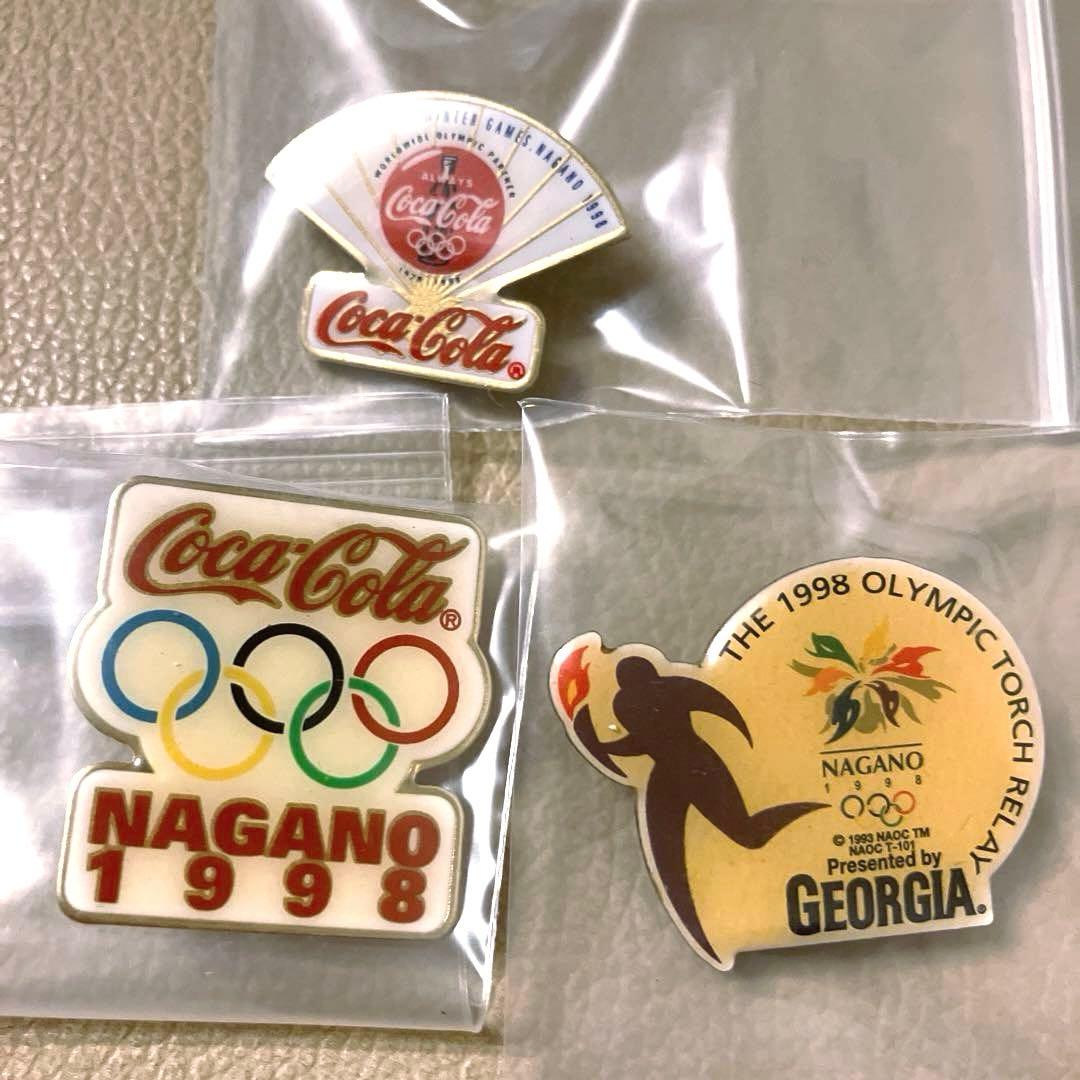 WINTER GAMES, NAGANO 1998
WORLDWIDE OLYMPIC PARTNER
ALWAYS
Coca-Cola
Coca-Cola®
Coca-Cola®
NAGANO
1998
THE 1998 OLYMPIC TORCH RELAY
NAGANO
1998
© 1993 NAOC TM
NAOC T-101
Presented by
GEORGIA®